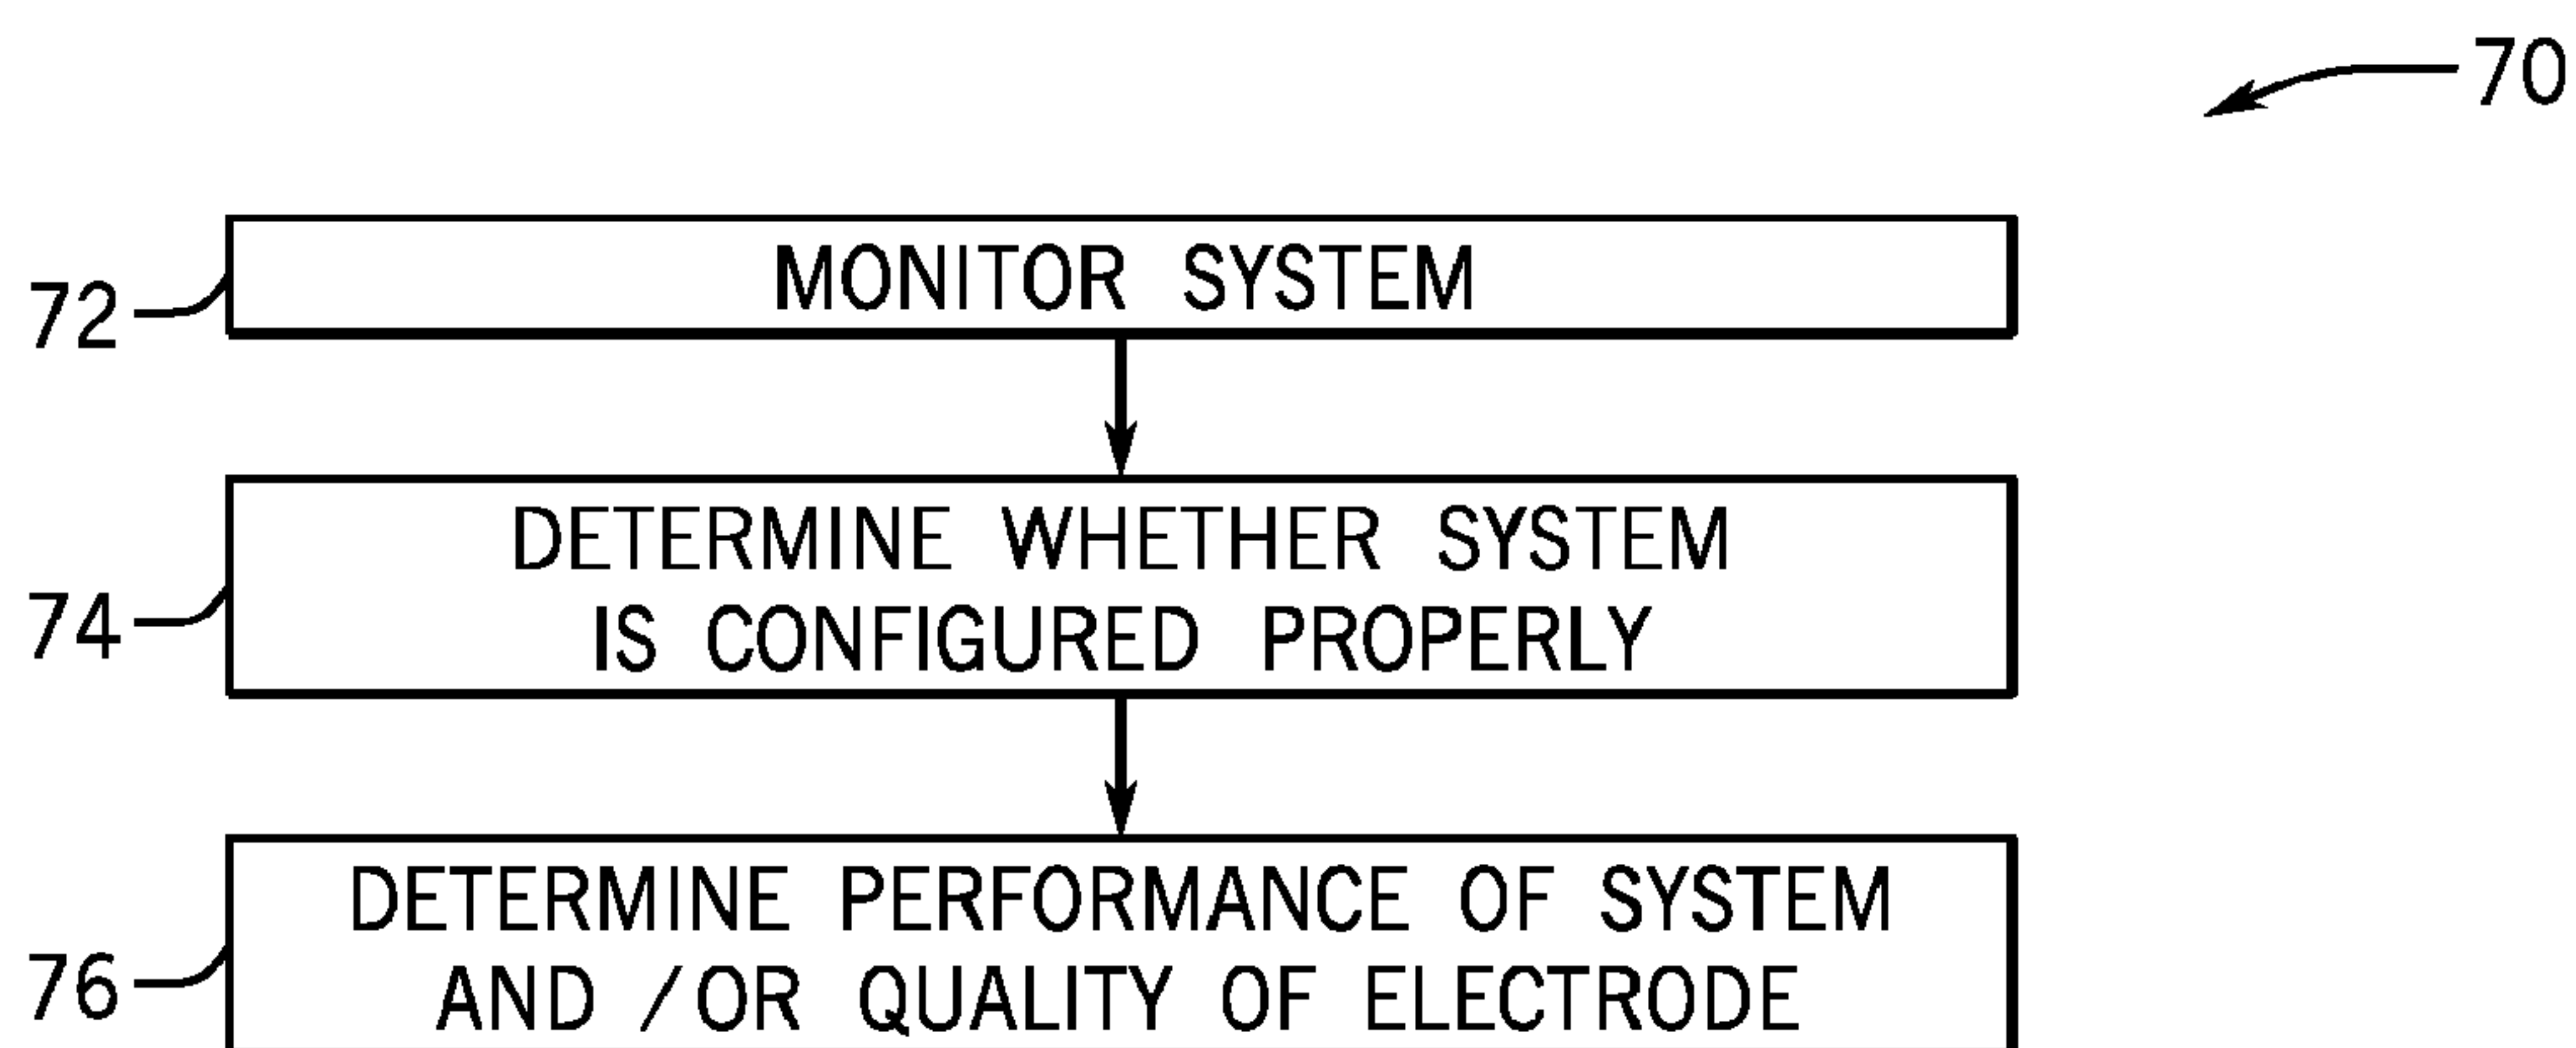 70
72
MONITOR SYSTEM
74
DETERMINE WHETHER SYSTEM
IS CONFIGURED PROPERLY
76
DETERMINE PERFORMANCE OF SYSTEM
AND /OR QUALITY OF ELECTRODE